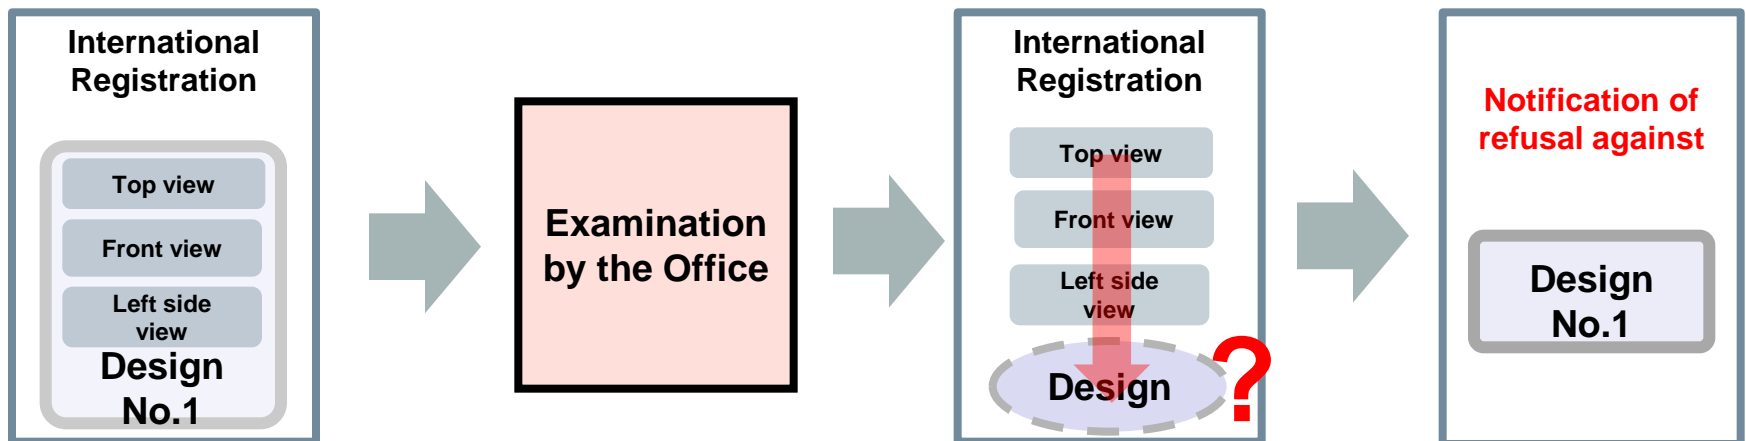 International
Registration
Top view
Front view
Left side
view
Design
No.1
Examination
by the Office
International
Registration
Top view
Front view
Left side
view
Design
?
Notification of
refusal against
Design
No.1